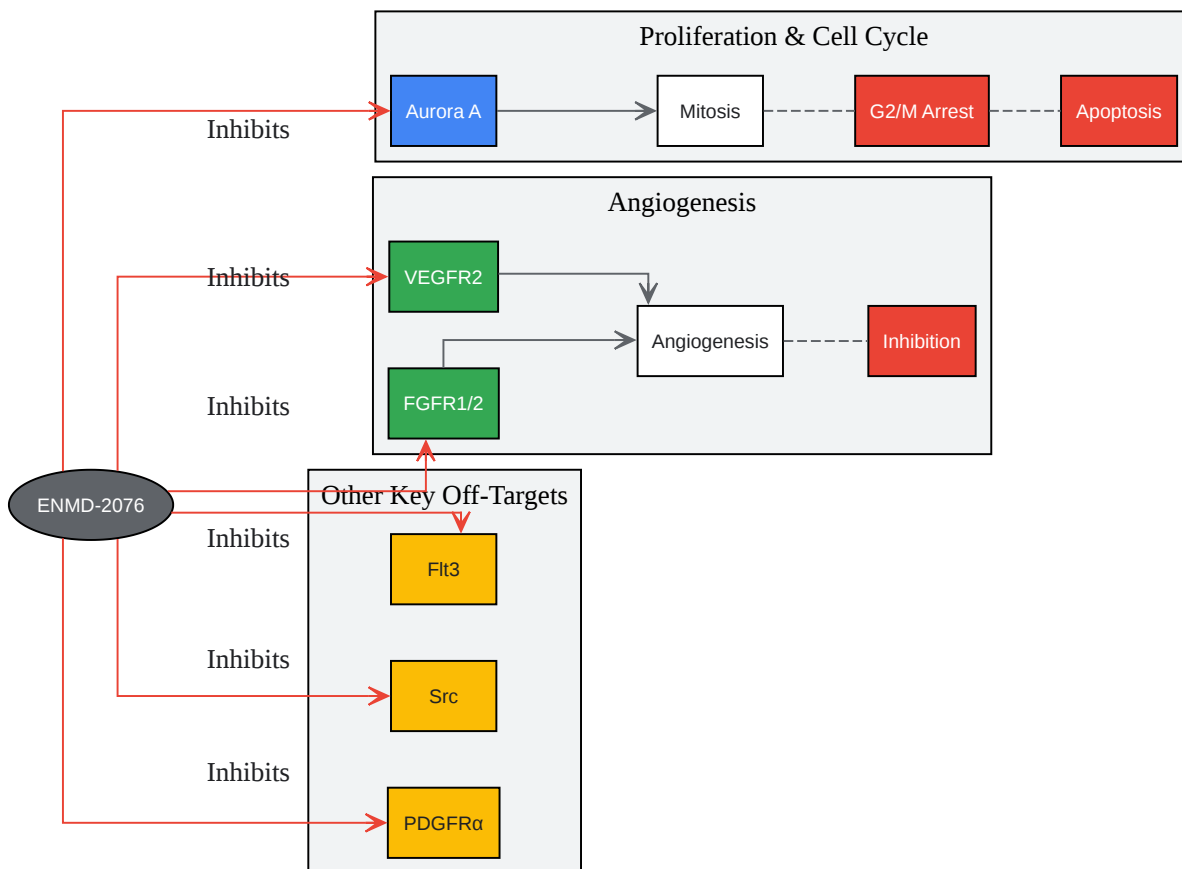 Proliferation & Cell Cycle
Inhibits
Aurora A
Mitosis
G2/M Arrest
Apoptosis
Angiogenesis
Inhibits
VEGFR2
Angiogenesis
Inhibition
Inhibits
FGFR1/2
ENMD-2076
Other Key Off-Targets
Inhibits
Flt3
Inhibits
Src
Inhibits
PDGFRα